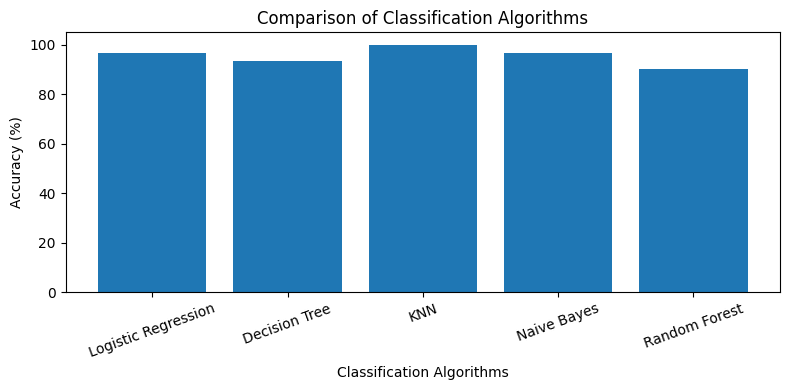 Comparison of Classification Algorithms
Accuracy (%)
100
80
60
40
20
0
Logistic Regression
Decision Tree
KNN
Naive Bayes
Random Forest
Classification Algorithms